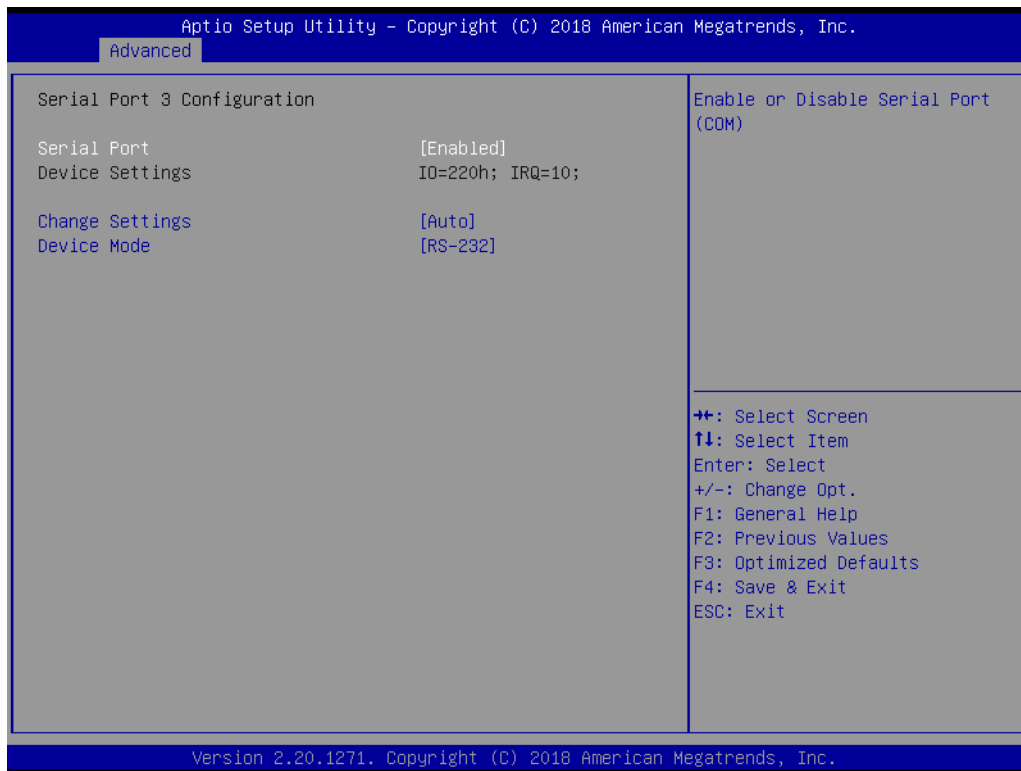 Aptio Setup Utility – Copyright (C) 2018 American Megatrends, Inc.
Advanced
Serial Port 3 Configuration
Serial Port [Enabled]
Device Settings IO=220h; IRQ=10;
Change Settings [Auto]
Device Mode [RS-232]
Enable or Disable Serial Port
(COM)
→←: Select Screen
↑↓: Select Item
Enter: Select
+/-: Change Opt.
F1: General Help
F2: Previous Values
F3: Optimized Defaults
F4: Save & Exit
ESC: Exit
Version 2.20.1271. Copyright (C) 2018 American Megatrends, Inc.